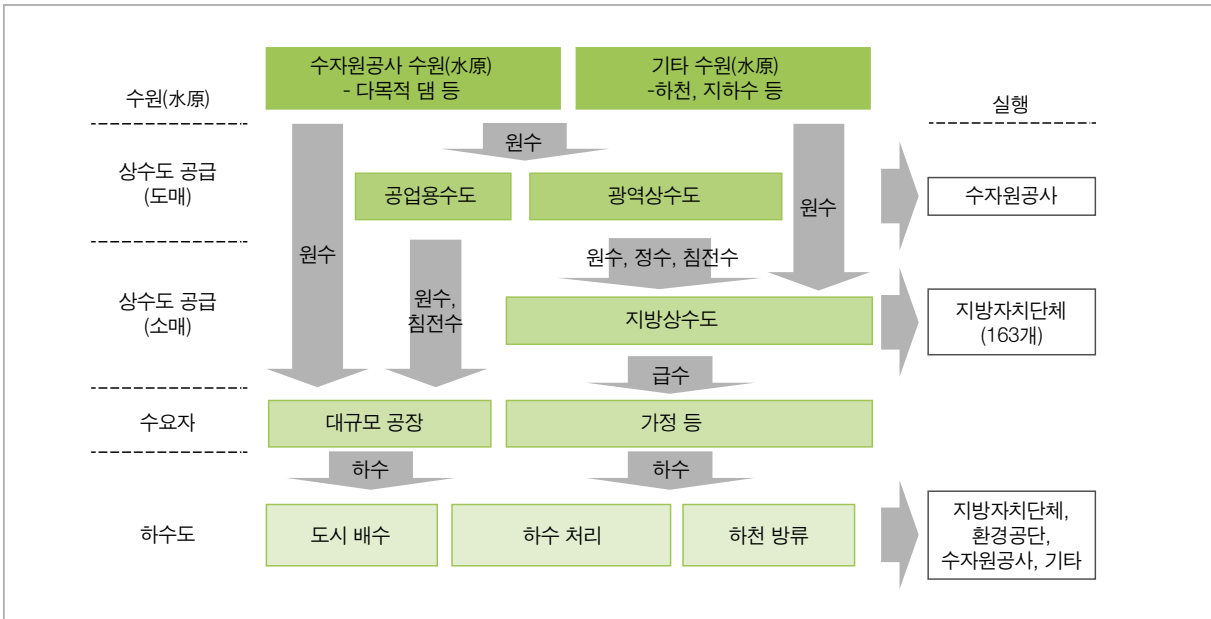 수자원공사 수원(水原)
- 다목적 댐 등
기타 수원(水原)
-하천, 지하수 등
수원(水原)
실행
원수
상수도 공급
(도매)
공업용수도
광역상수도
수자원공사
원수
원수
원수, 정수, 침전수
상수도 공급
(소매)
원수,
침전수
지방상수도
지방자치단체
(163개)
급수
수요자
대규모 공장
가정 등
하수
하수
하수도
도시 배수
하수 처리
하천 방류
지방자치단체,
환경공단,
수자원공사, 기타